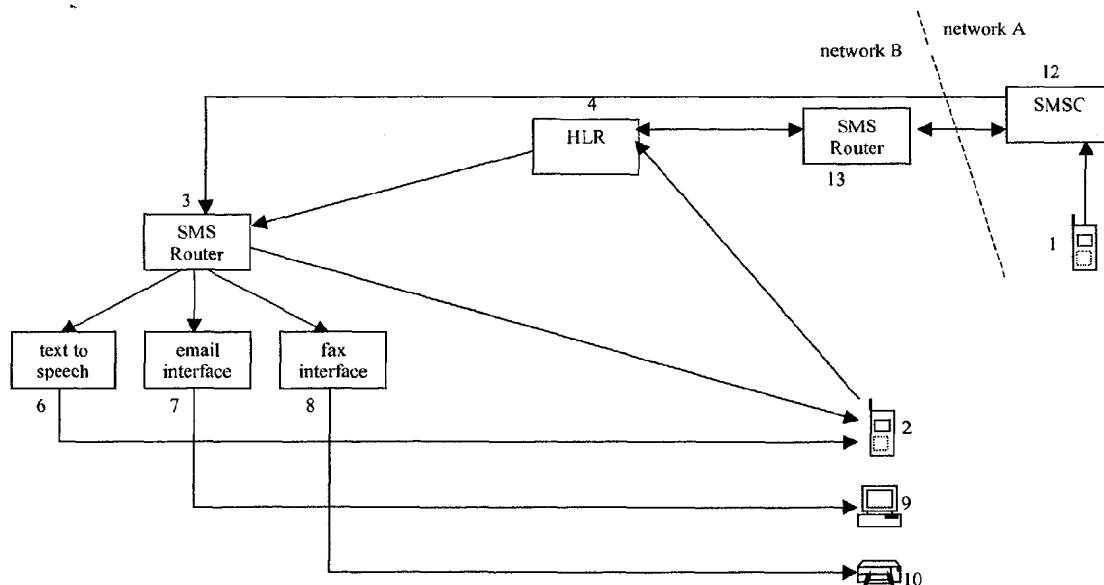 network A
network B
12
SMSC
4
HLR
SMS
Router
13
1
3
SMS
Router
text to
speech
email
interface
fax
interface
6
7
8
2
9
10